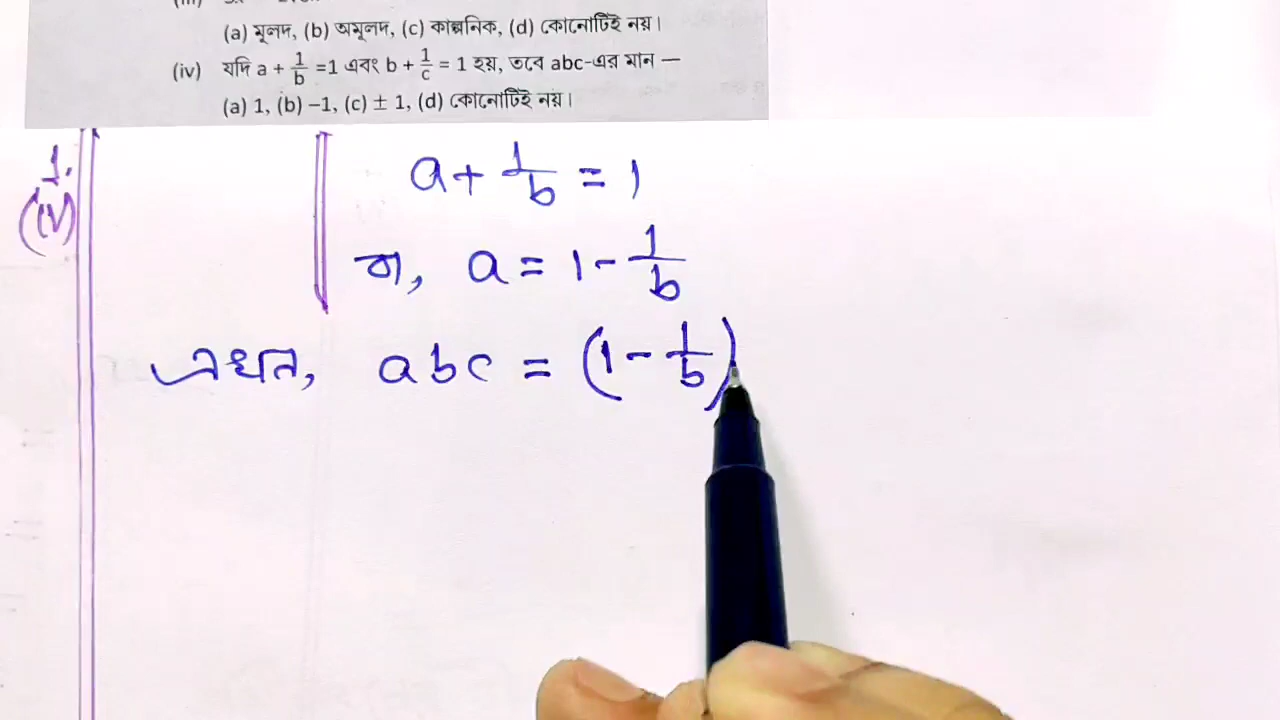 (a) মূলদ, (b) অমূলদ, (c) কাল্পনিক, (d) কোনোটিই নয়।
(iv) যদি a + 1/b =1 এবং b + 1/c = 1 হয়, তবে abc-এর মান —
(a) 1, (b) –1, (c) ± 1, (d) কোনোটিই নয়।
1.
(iv)
a + 1/b = 1
বা, a = 1 - 1/b
এখন, abc = (1 - 1/b)